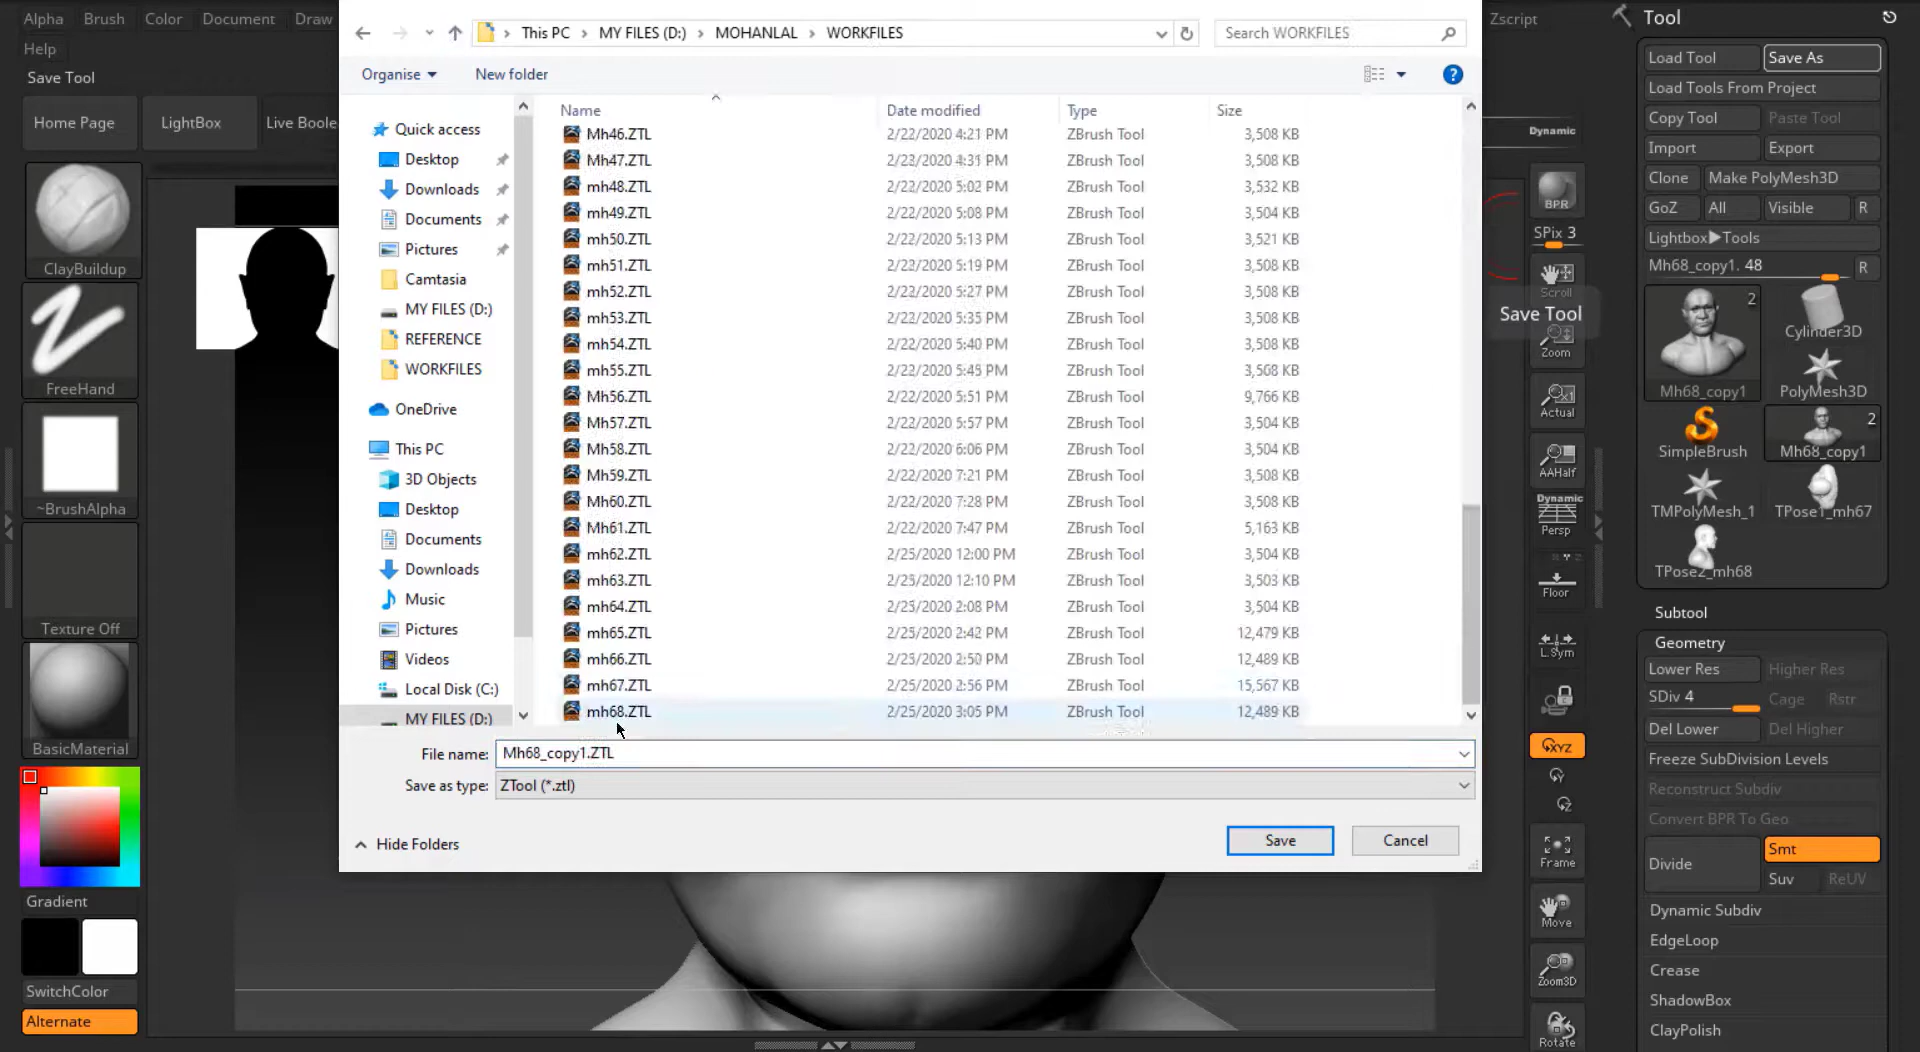 Alpha Brush Color Document Draw
Help
Save Tool
Home Page LightBox Live Boole
ClayBuildup
FreeHand
~BrushAlpha
Texture Off
BasicMaterial
Gradient
SwitchColor
Alternate
This PC > MY FILES (D:) > MOHANLAL > WORKFILES
Search WORKFILES
Organise New folder
Quick access
Desktop
Downloads
Documents
Pictures
Camtasia
MY FILES (D:)
REFERENCE
WORKFILES
OneDrive
This PC
3D Objects
Desktop
Documents
Downloads
Music
Pictures
Videos
Local Disk (C:)
MY FILES (D:)
Name Date modified Type Size
Mh46.ZTL 2/22/2020 4:21 PM ZBrush Tool 3,508 KB
Mh47.ZTL 2/22/2020 4:31 PM ZBrush Tool 3,508 KB
mh48.ZTL 2/22/2020 5:02 PM ZBrush Tool 3,532 KB
mh49.ZTL 2/22/2020 5:08 PM ZBrush Tool 3,504 KB
mh50.ZTL 2/22/2020 5:13 PM ZBrush Tool 3,521 KB
mh51.ZTL 2/22/2020 5:19 PM ZBrush Tool 3,508 KB
mh52.ZTL 2/22/2020 5:27 PM ZBrush Tool 3,508 KB
mh53.ZTL 2/22/2020 5:35 PM ZBrush Tool 3,508 KB
mh54.ZTL 2/22/2020 5:40 PM ZBrush Tool 3,508 KB
mh55.ZTL 2/22/2020 5:45 PM ZBrush Tool 3,508 KB
Mh56.ZTL 2/22/2020 5:51 PM ZBrush Tool 9,766 KB
Mh57.ZTL 2/22/2020 5:57 PM ZBrush Tool 3,504 KB
Mh58.ZTL 2/22/2020 6:06 PM ZBrush Tool 3,504 KB
Mh59.ZTL 2/22/2020 7:21 PM ZBrush Tool 3,508 KB
Mh60.ZTL 2/22/2020 7:28 PM ZBrush Tool 3,508 KB
Mh61.ZTL 2/22/2020 7:47 PM ZBrush Tool 5,163 KB
mh62.ZTL 2/25/2020 12:00 PM ZBrush Tool 3,504 KB
mh63.ZTL 2/25/2020 12:10 PM ZBrush Tool 3,503 KB
mh64.ZTL 2/25/2020 2:08 PM ZBrush Tool 3,504 KB
mh65.ZTL 2/25/2020 2:42 PM ZBrush Tool 12,479 KB
mh66.ZTL 2/25/2020 2:50 PM ZBrush Tool 12,489 KB
mh67.ZTL 2/25/2020 2:56 PM ZBrush Tool 15,567 KB
mh68.ZTL 2/25/2020 3:05 PM ZBrush Tool 12,489 KB
File name: Mh68_copy1.ZTL
Save as type: ZTool (*.ztl)
Hide Folders Save Cancel
Zscript
Dynamic
BPR
SPix 3
Scroll
Save Tool
Zoom
Actual
AAHalf
Dynamic
Persp
Floor
L.Sym
XYZ
Y
Z
Frame
Move
Zoom3D
Rotate
Tool
Load Tool Save As
Load Tools From Project
Copy Tool Paste Tool
Import Export
Clone Make PolyMesh3D
GoZ All Visible R
Lightbox▶Tools
Mh68_copy1. 48 R
2
Mh68_copy1
Cylinder3D
PolyMesh3D
SimpleBrush
2
Mh68_copy1
TMPolyMesh_1
TPose1_mh67
TPose2_mh68
Subtool
Geometry
Lower Res Higher Res
SDiv 4 Cage Rstr
Del Lower Del Higher
Freeze SubDivision Levels
Reconstruct Subdiv
Convert BPR To Geo
Divide Smt
Suv ReUV
Dynamic Subdiv
EdgeLoop
Crease
ShadowBox
ClayPolish